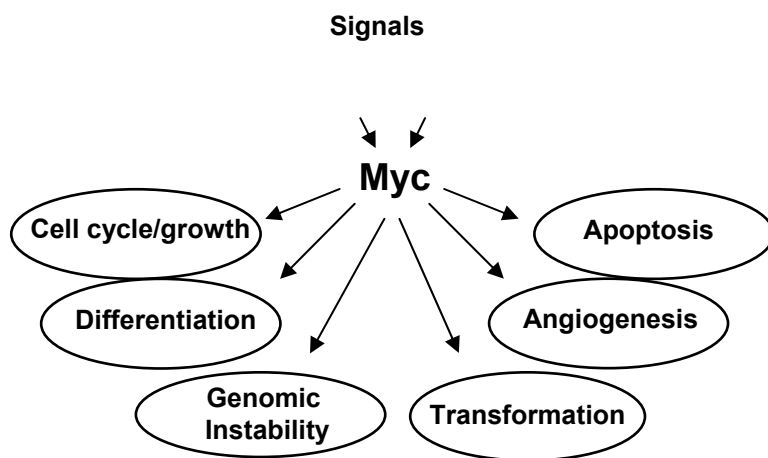 Signals
Myc
Cell cycle/growth
Apoptosis
Differentiation
Angiogenesis
Genomic
Instability
Transformation